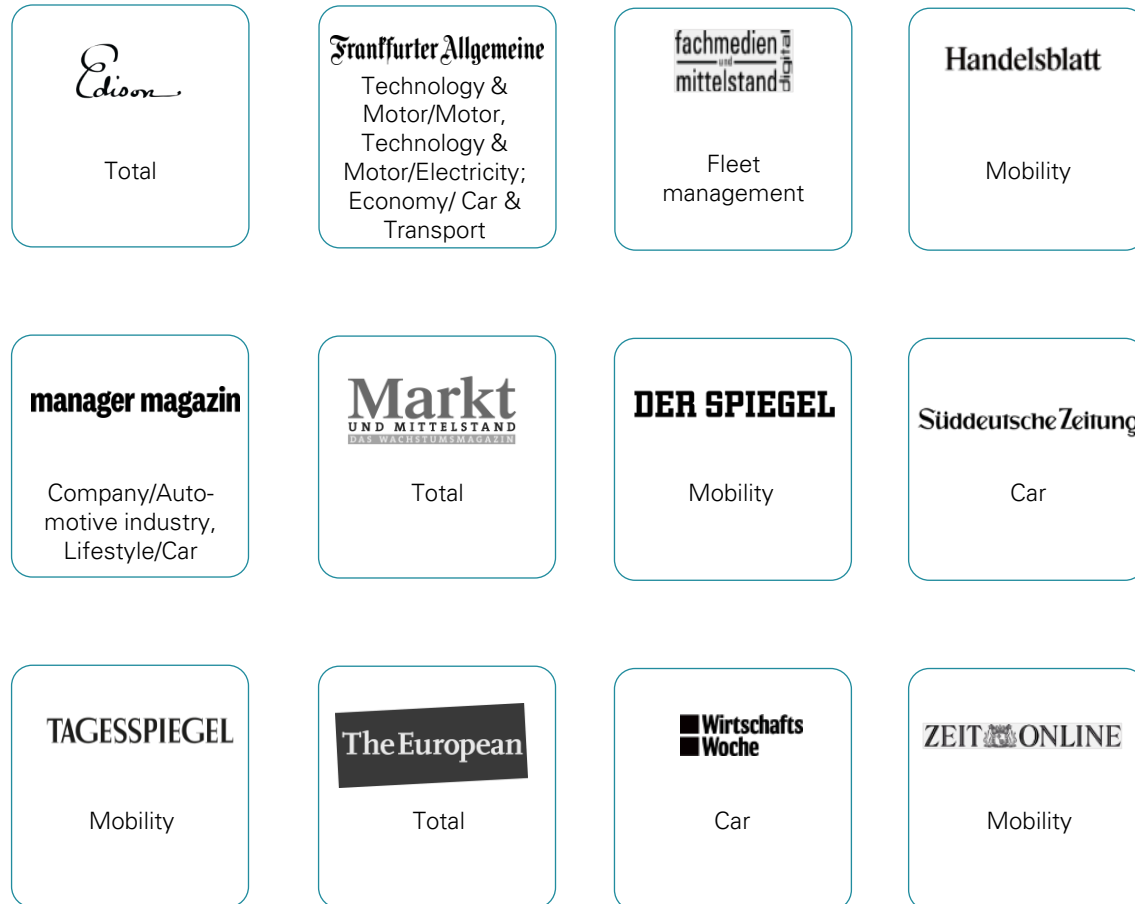 Edison
Total
Frankfurter Allgemeine
Technology &
Motor/Motor,
Technology &
Motor/Electricity;
Economy/ Car &
Transport
fachmedien
und
mittelstand
digital
Fleet
management
Handelsblatt
Mobility
manager magazin
Company/Auto-
motive industry,
Lifestyle/Car
Markt
UND MITTELSTAND
DAS WACHSTUMSMAGAZIN
Total
DER SPIEGEL
Mobility
Süddeutsche Zeitung
Car
TAGESSPIEGEL
Mobility
The European
Total
Wirtschafts
Woche
Car
ZEIT ONLINE
Mobility